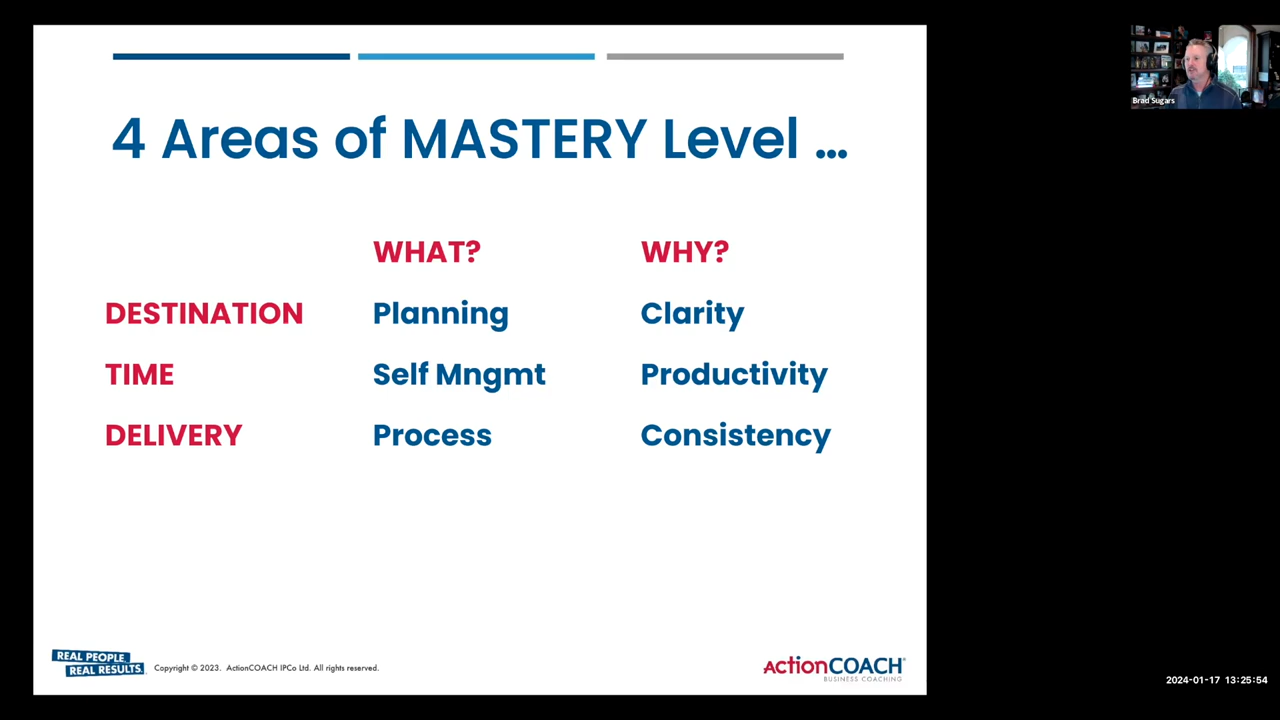 4 Areas of MASTERY Level ...
WHAT? WHY?
DESTINATION Planning Clarity
TIME Self Mngmt Productivity
DELIVERY Process Consistency
REAL PEOPLE.
REAL RESULTS.
Copyright © 2023. ActionCOACH IPCo Ltd. All rights reserved.
actionCOACH®
BUSINESS COACHING
Brad Sugars
2024-01-17 13:25:54